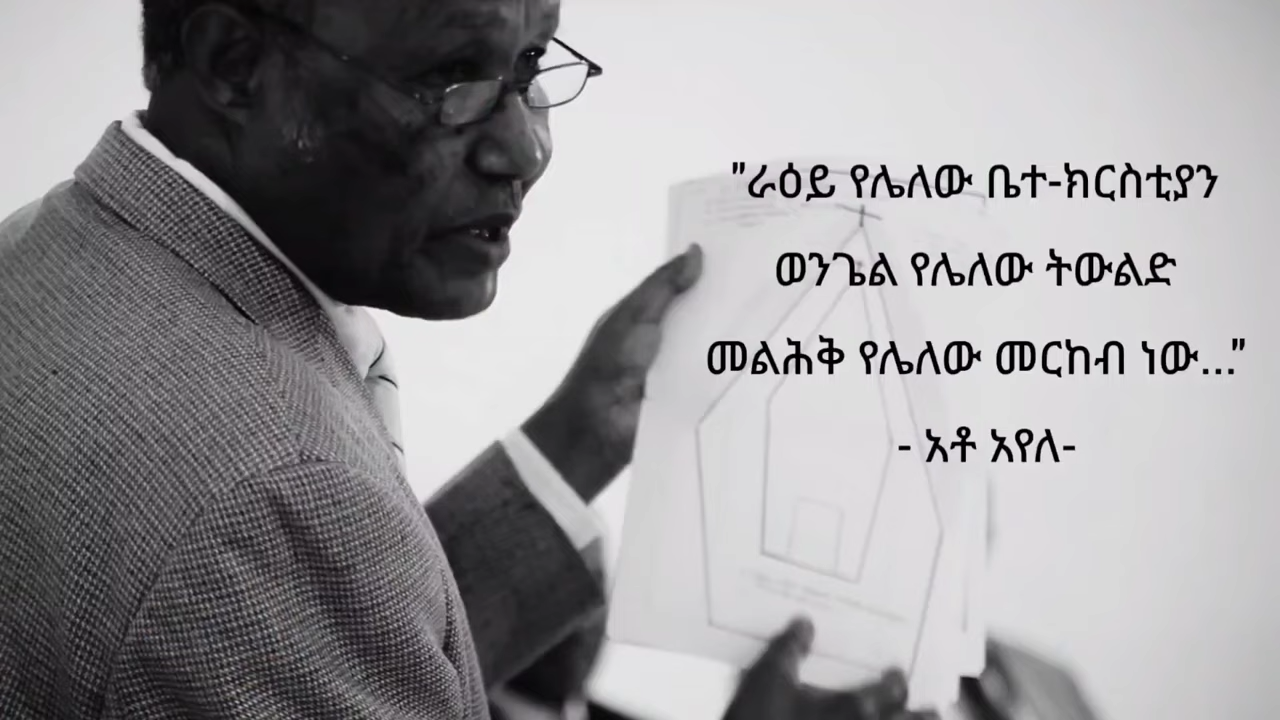 "ራዕይ የሌለው ቤተ-ክርስቲያን
ወንጌል የሌለው ትውልድ
መልሕቅ የሌለው መርከብ ነው..."
- አቶ አየለ-